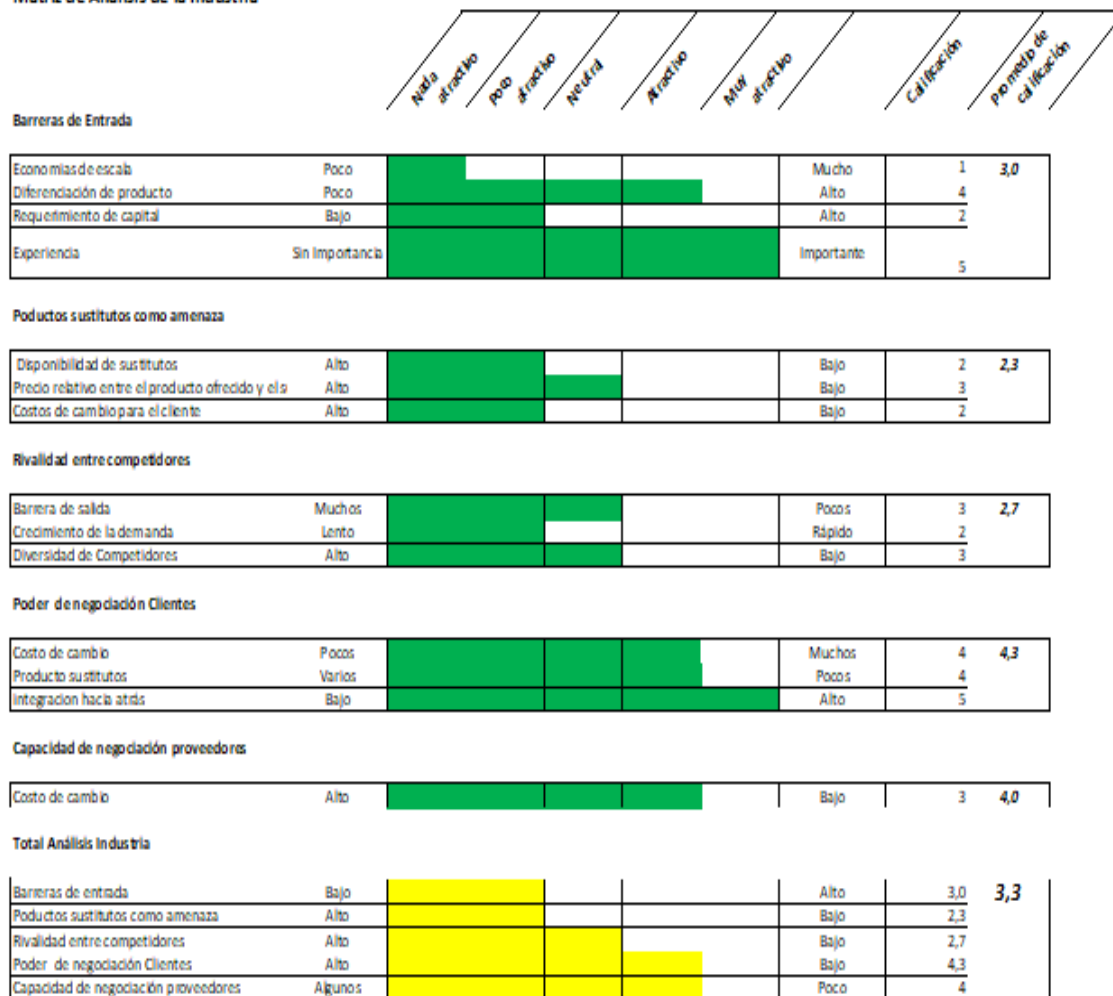 Matriz de Análisis de la Industria
Nada atractivo Poco atractivo Neutral Atractivo Muy atractivo Calificación Promedio de calificación
Barreras de Entrada
Economias de escala Poco Mucho 1 3,0
Diferenciación de producto Poco Alto 4
Requerimiento de capital Bajo Alto 2
Experiencia Sin Importancia Importante 5
Poductos sustitutos como amenaza
Disponibilidad de sustitutos Alto Bajo 2 2,3
Precio relativo entre el producto ofrecido y el s Alto Bajo 3
Costos de cambio para el cliente Alto Bajo 2
Rivalidad entre competidores
Barrera de salida Muchos Pocos 3 2,7
Crecimiento de la demanda Lento Rápido 2
Diversidad de Competidores Alto Bajo 3
Poder de negociación Clientes
Costo de cambio Pocos Muchos 4 4,3
Producto sustitutos Varios Pocos 4
integracion hacia atrás Bajo Alto 5
Capacidad de negociación proveedores
Costo de cambio Alto Bajo 3 4,0
Total Análisis Industria
Barreras de entrada Bajo Alto 3,0 3,3
Poductos sustitutos como amenaza Alto Bajo 2,3
Rivalidad entre competidores Alto Bajo 2,7
Poder de negociación Clientes Alto Bajo 4,3
Capacidad de negociación proveedores Algunos Poco 4